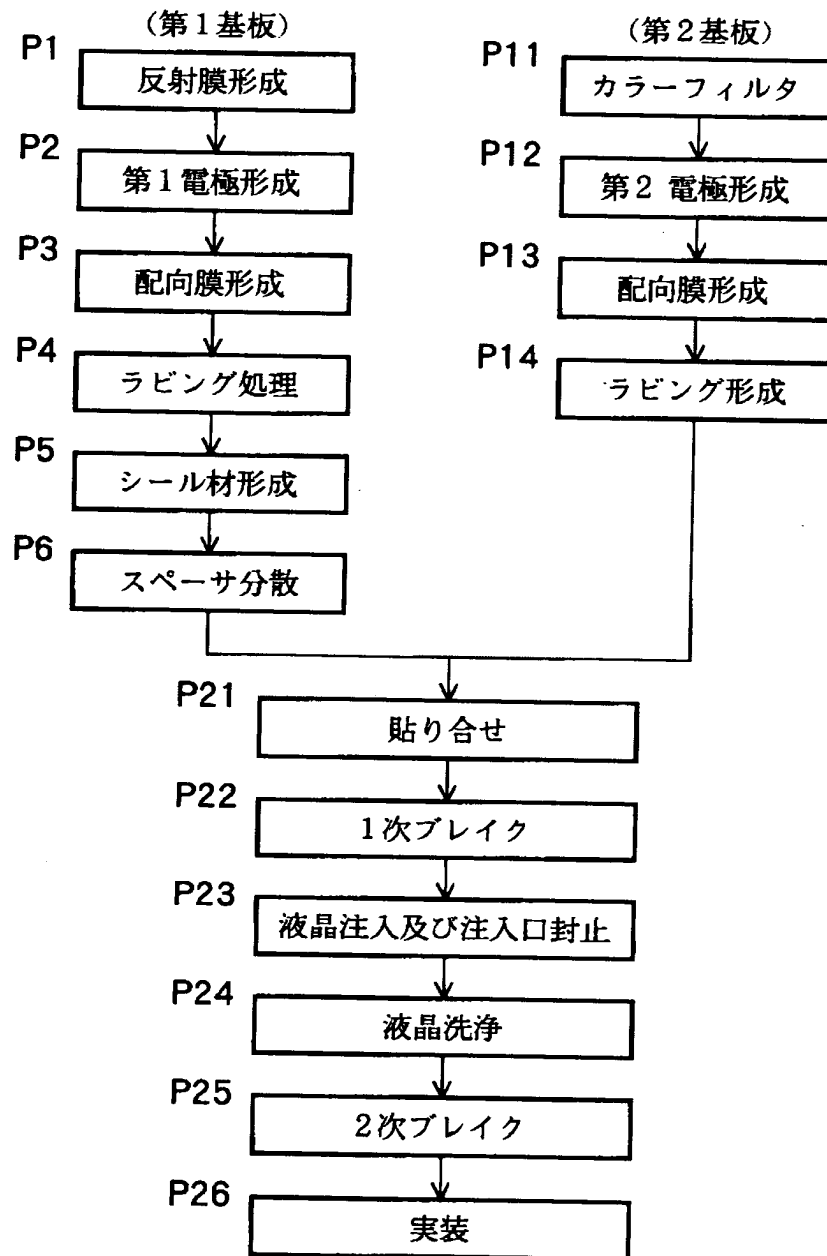 (第1基板)
P1
反射膜形成
P2
第1電極形成
P3
配向膜形成
P4
ラビング処理
P5
シール材形成
P6
スペーサ分散
(第2基板)
P11
カラーフィルタ
P12
第2 電極形成
P13
配向膜形成
P14
ラビング形成
P21
貼り合せ
P22
1次ブレイク
P23
液晶注入及び注入口封止
P24
液晶洗浄
P25
2次ブレイク
P26
実装